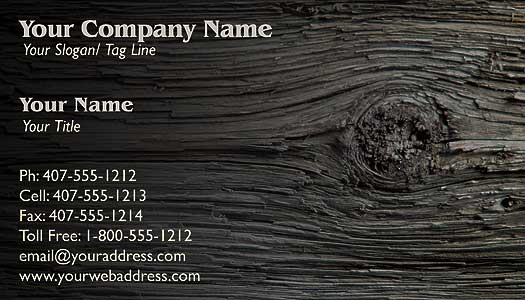 Your Company Name
Your Slogan/ Tag Line
Your Name
Your Title
Ph: 407-555-1212
Cell: 407-555-1213
Fax: 407-555-1214
Toll Free: 1-800-555-1212
email@youraddress.com
www.yourwebaddress.com